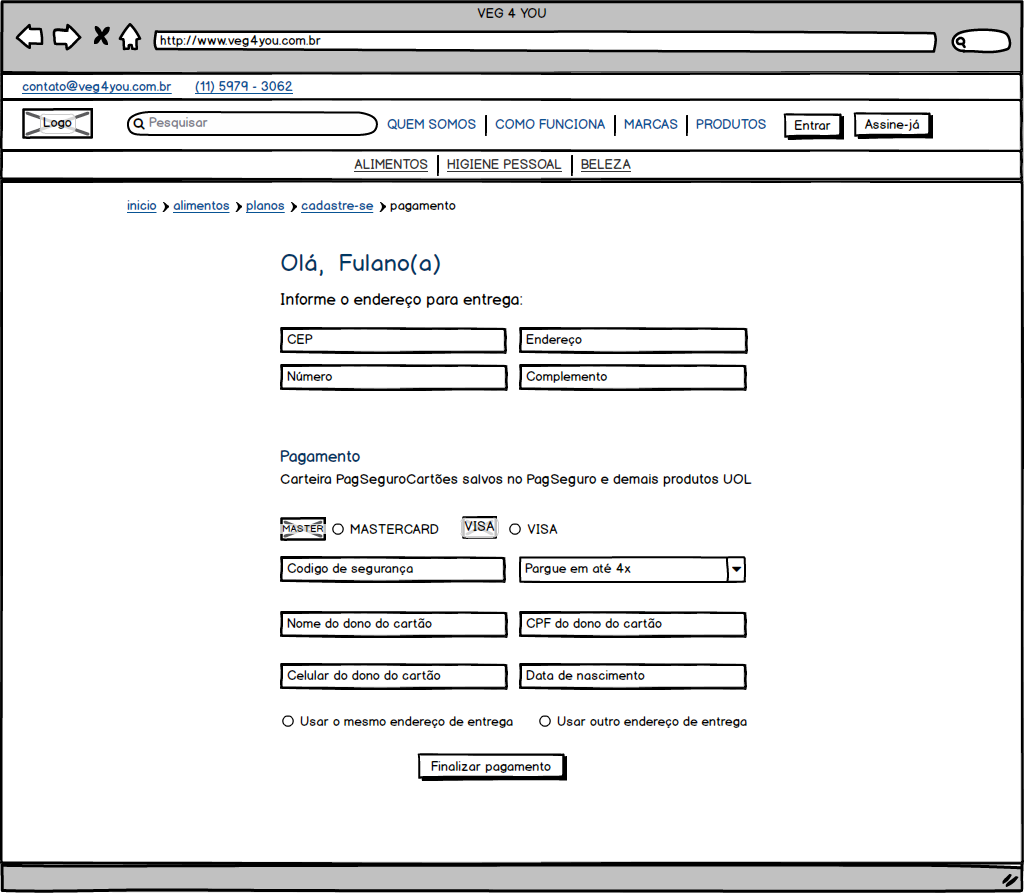 VEG 4 YOU
http://www.veg4you.com.br
contato@veg4you.com.br (11) 5979 - 3062
Logo Pesquisar QUEM SOMOS COMO FUNCIONA MARCAS PRODUTOS Entrar Assine-já
ALIMENTOS HIGIENE PESSOAL BELEZA
inicio alimentos planos cadastre-se pagamento
Olá, Fulano(a)
Informe o endereço para entrega:
CEP Endereço
Número Complemento
Pagamento
Carteira PagSeguroCartões salvos no PagSeguro e demais produtos UOL
MASTER MASTERCARD VISA VISA
Codigo de segurança Pargue em até 4x
Nome do dono do cartão CPF do dono do cartão
Celular do dono do cartão Data de nascimento
Usar o mesmo endereço de entrega Usar outro endereço de entrega
Finalizar pagamento